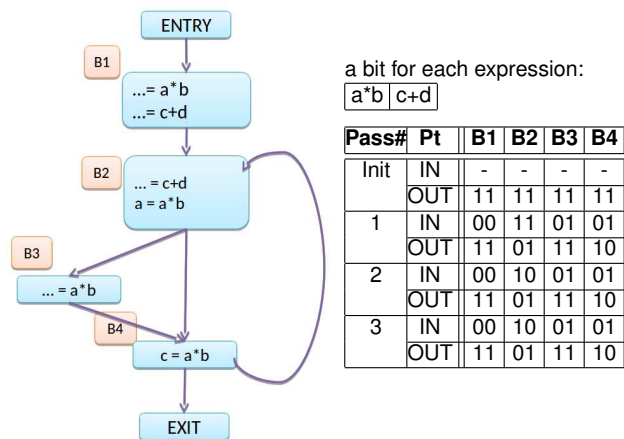 ENTRY
B1
...= a*b
...= c+d
B2
... = c+d
a = a*b
B3
... = a*b
B4
c = a*b
EXIT
a bit for each expression:
a*b c+d
Pass# Pt B1 B2 B3 B4
Init IN - - - -
OUT 11 11 11 11
1 IN 00 11 01 01
OUT 11 01 11 10
2 IN 00 10 01 01
OUT 11 01 11 10
3 IN 00 10 01 01
OUT 11 01 11 10